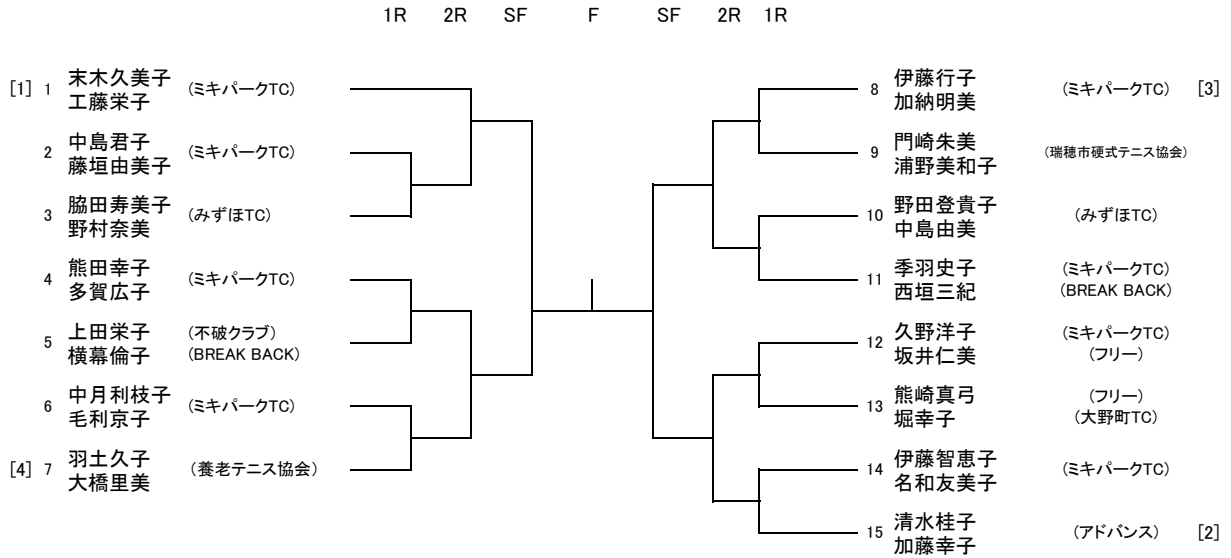 1R 2R SF F SF 2R 1R
[1] 1 末木久美子 (ミキパークTC)
工藤栄子
2 中島君子 (ミキパークTC)
藤垣由美子
3 脇田寿美子 (みずほTC)
野村奈美
4 熊田幸子 (ミキパークTC)
多賀広子
5 上田栄子 (不破クラブ)
横幕倫子 (BREAK BACK)
6 中月利枝子 (ミキパークTC)
毛利京子
[4] 7 羽土久子 (養老テニス協会)
大橋里美
8 伊藤行子 (ミキパークTC) [3]
加納明美
9 門崎朱美 (瑞穂市硬式テニス協会)
浦野美和子
10 野田登貴子 (みずほTC)
中島由美
11 季羽史子 (ミキパークTC)
西垣三紀 (BREAK BACK)
12 久野洋子 (ミキパークTC)
坂井仁美 (フリー)
13 熊崎真弓 (フリー)
堀幸子 (大野町TC)
14 伊藤智恵子 (ミキパークTC)
名和友美子
15 清水桂子 (アドバンス) [2]
加藤幸子